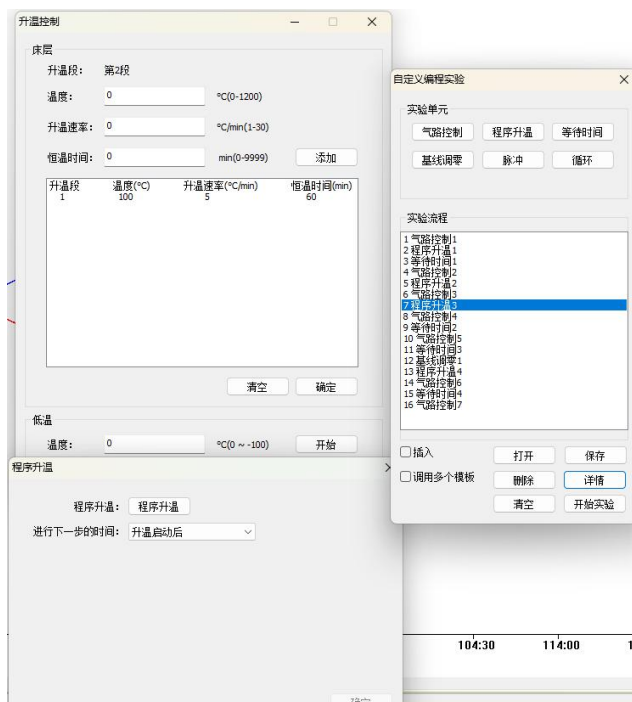 升温控制
床层
升温段： 第2段
温度： 0 °C(0-1200)
升温速率： 0 °C/min(1-30)
恒温时间： 0 min(0-9999) 添加
升温段 温度(°C) 升温速率(°C/min) 恒温时间(min)
1 100 5 60
清空 确定
低温
温度： 0 °C(0 ~ -100) 开始
程序升温
程序升温： 程序升温
进行下一步的时间： 升温启动后
自定义编程实验
实验单元
气路控制 程序升温 等待时间
基线调零 脉冲 循环
实验流程
1 气路控制1
2 程序升温1
3 等待时间1
4 气路控制2
5 程序升温2
6 气路控制3
7 程序升温3
8 气路控制4
9 等待时间2
10 气路控制5
11 等待时间3
12 基线调零1
13 程序升温4
14 气路控制6
15 等待时间4
16 气路控制7
插入 打开 保存
调用多个模板 删除 详情
清空 开始实验
104:30 114:00